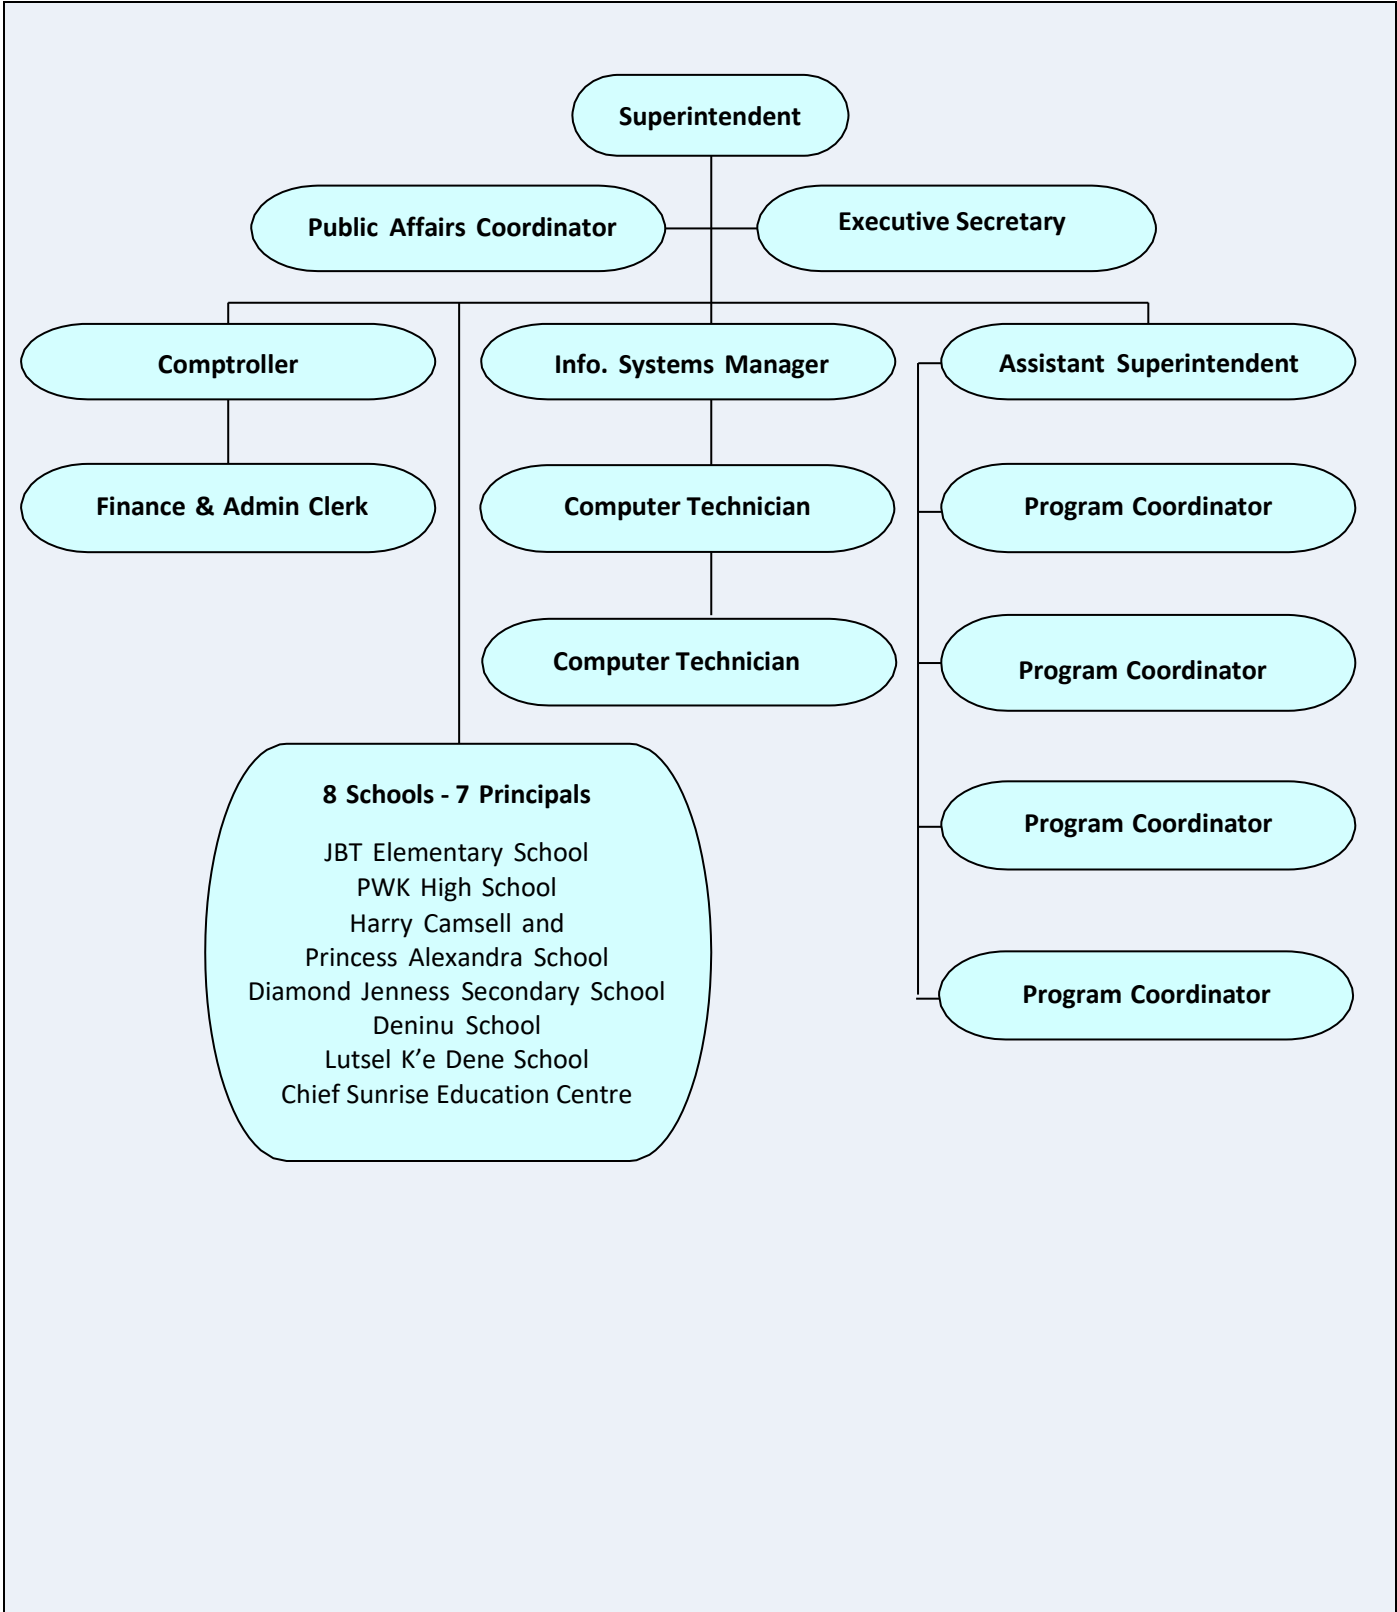 Superintendent
Public Affairs Coordinator
Executive Secretary
Comptroller
Info. Systems Manager
Assistant Superintendent
Finance & Admin Clerk
Computer Technician
Program Coordinator
Computer Technician
Program Coordinator
8 Schools - 7 Principals
JBT Elementary School
PWK High School
Harry Camsell and
Princess Alexandra School
Diamond Jenness Secondary School
Deninu School
Lutsel K’e Dene School
Chief Sunrise Education Centre
Program Coordinator
Program Coordinator